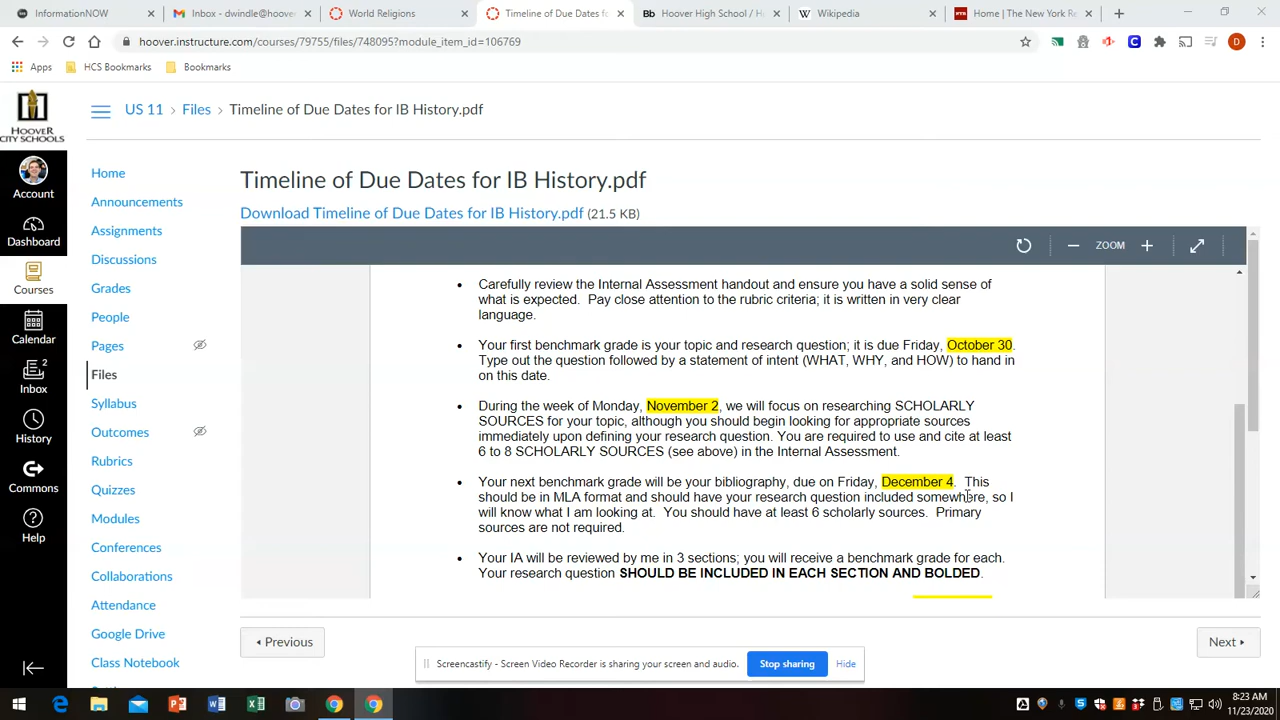 InformationNOW
Inbox - dwindle@hoover
World Religions
Timeline of Due Dates fo
Bb
Hoover High School / H
W
Wikipedia
Home | The New York Re
hoover.instructure.com/courses/79755/files/748095?module_item_id=106769
D
Apps
HCS Bookmarks
Bookmarks
HOOVER
CITY SCHOOLS
Account
Dashboard
Courses
Calendar
2
Inbox
History
Commons
Help
US 11 › Files › Timeline of Due Dates for IB History.pdf
Home
Announcements
Assignments
Discussions
Grades
People
Pages
Files
Syllabus
Outcomes
Rubrics
Quizzes
Modules
Conferences
Collaborations
Attendance
Google Drive
Class Notebook
Timeline of Due Dates for IB History.pdf
Download Timeline of Due Dates for IB History.pdf (21.5 KB)
ZOOM
• Carefully review the Internal Assessment handout and ensure you have a solid sense of
what is expected. Pay close attention to the rubric criteria; it is written in very clear
language.
• Your first benchmark grade is your topic and research question; it is due Friday, October 30.
Type out the question followed by a statement of intent (WHAT, WHY, and HOW) to hand in
on this date.
• During the week of Monday, November 2, we will focus on researching SCHOLARLY
SOURCES for your topic, although you should begin looking for appropriate sources
immediately upon defining your research question. You are required to use and cite at least
6 to 8 SCHOLARLY SOURCES (see above) in the Internal Assessment.
• Your next benchmark grade will be your bibliography, due on Friday, December 4. This
should be in MLA format and should have your research question included somewhere, so I
will know what I am looking at. You should have at least 6 scholarly sources. Primary
sources are not required.
• Your IA will be reviewed by me in 3 sections; you will receive a benchmark grade for each.
Your research question SHOULD BE INCLUDED IN EACH SECTION AND BOLDED.
Previous
Next
Screencastify - Screen Video Recorder is sharing your screen and audio.
Stop sharing
Hide
8:23 AM
11/23/2020